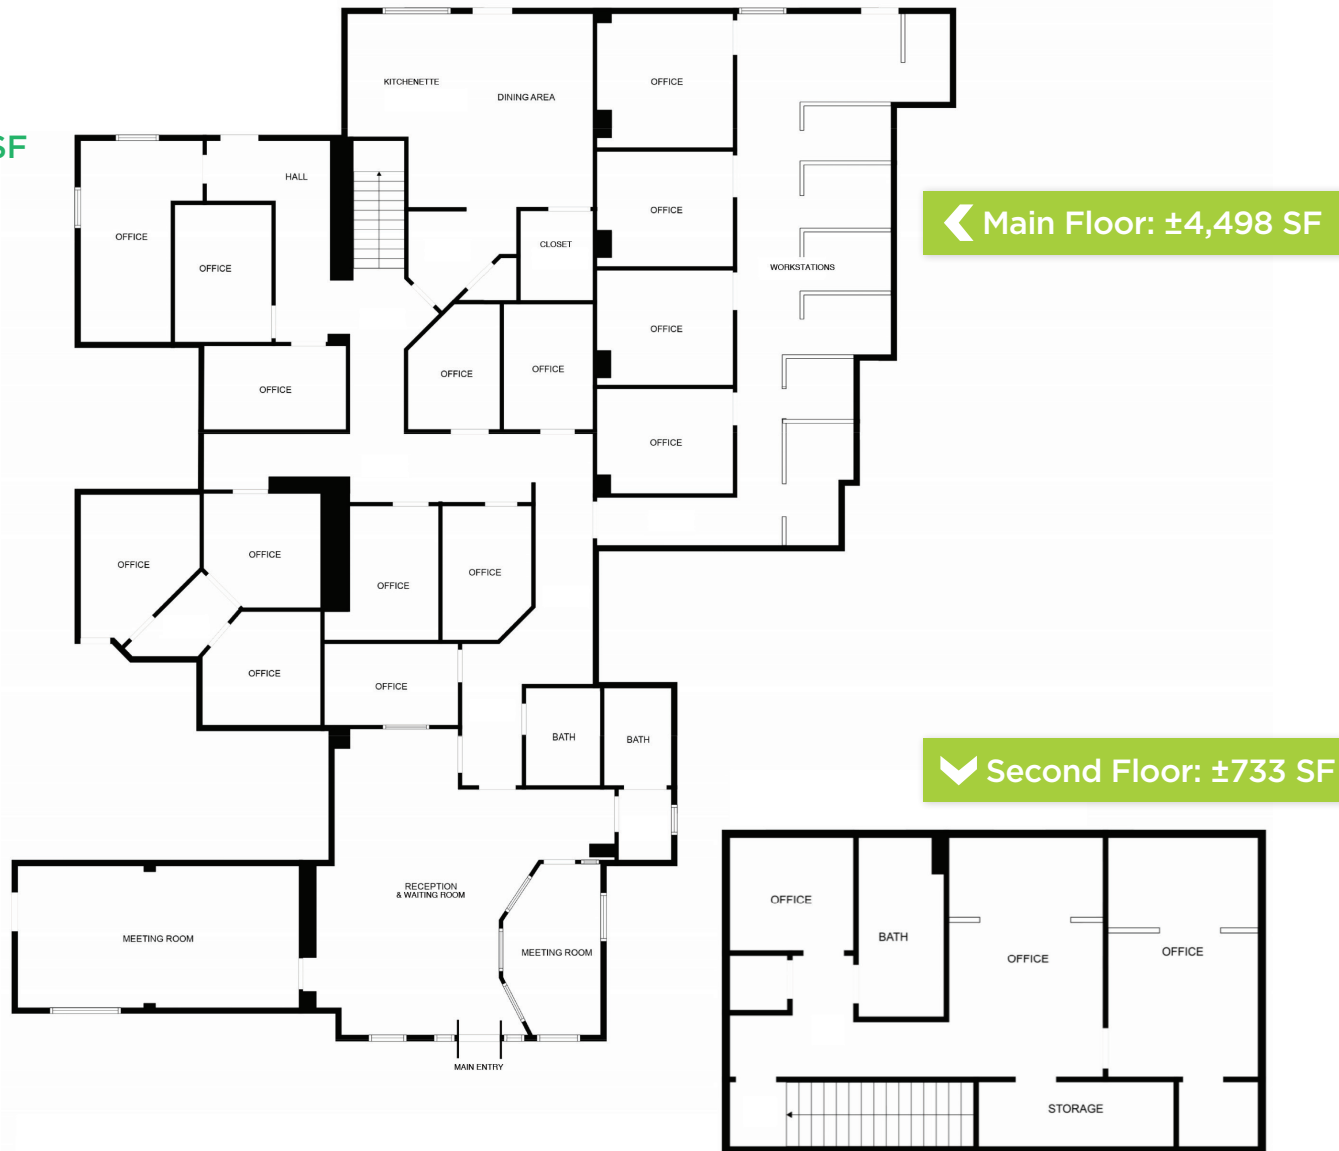 KITCHENETTE
DINING AREA
OFFICE
SF
HALL
OFFICE
OFFICE
OFFICE
CLOSET
Main Floor: ±4,498 SF
WORKSTATIONS
OFFICE
OFFICE
OFFICE
OFFICE
OFFICE
OFFICE
OFFICE
OFFICE
OFFICE
OFFICE
OFFICE
OFFICE
OFFICE
BATH
BATH
Second Floor: ±733 SF
RECEPTION
& WAITING ROOM
MEETING ROOM
MEETING ROOM
MAIN ENTRY
OFFICE
BATH
OFFICE
OFFICE
STORAGE